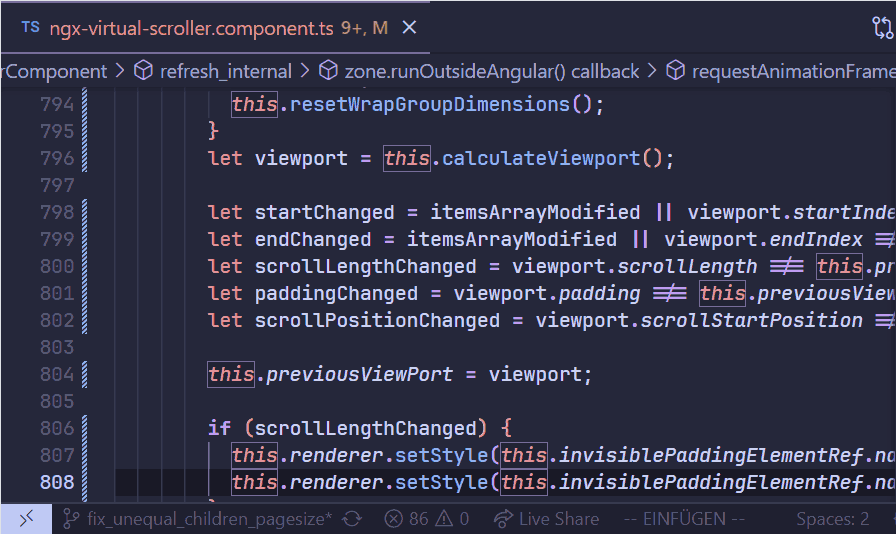 TS ngx-virtual-scroller.component.ts 9+, M
rComponent > refresh_internal > zone.runOutsideAngular() callback > requestAnimationFrame
794 this.resetWrapGroupDimensions();
795 }
796 let viewport = this.calculateViewport();
797
798 let startChanged = itemsArrayModified || viewport.startInde
799 let endChanged = itemsArrayModified || viewport.endIndex !==
800 let scrollLengthChanged = viewport.scrollLength !== this.pr
801 let paddingChanged = viewport.padding !== this.previousView
802 let scrollPositionChanged = viewport.scrollStartPosition !==
803
804 this.previousViewPort = viewport;
805
806 if (scrollLengthChanged) {
807 this.renderer.setStyle(this.invisiblePaddingElementRef.na
808 this.renderer.setStyle(this.invisiblePaddingElementRef.na
fix_unequal_children_pagesize* 86 0 Live Share -- EINFÜGEN -- Spaces: 2